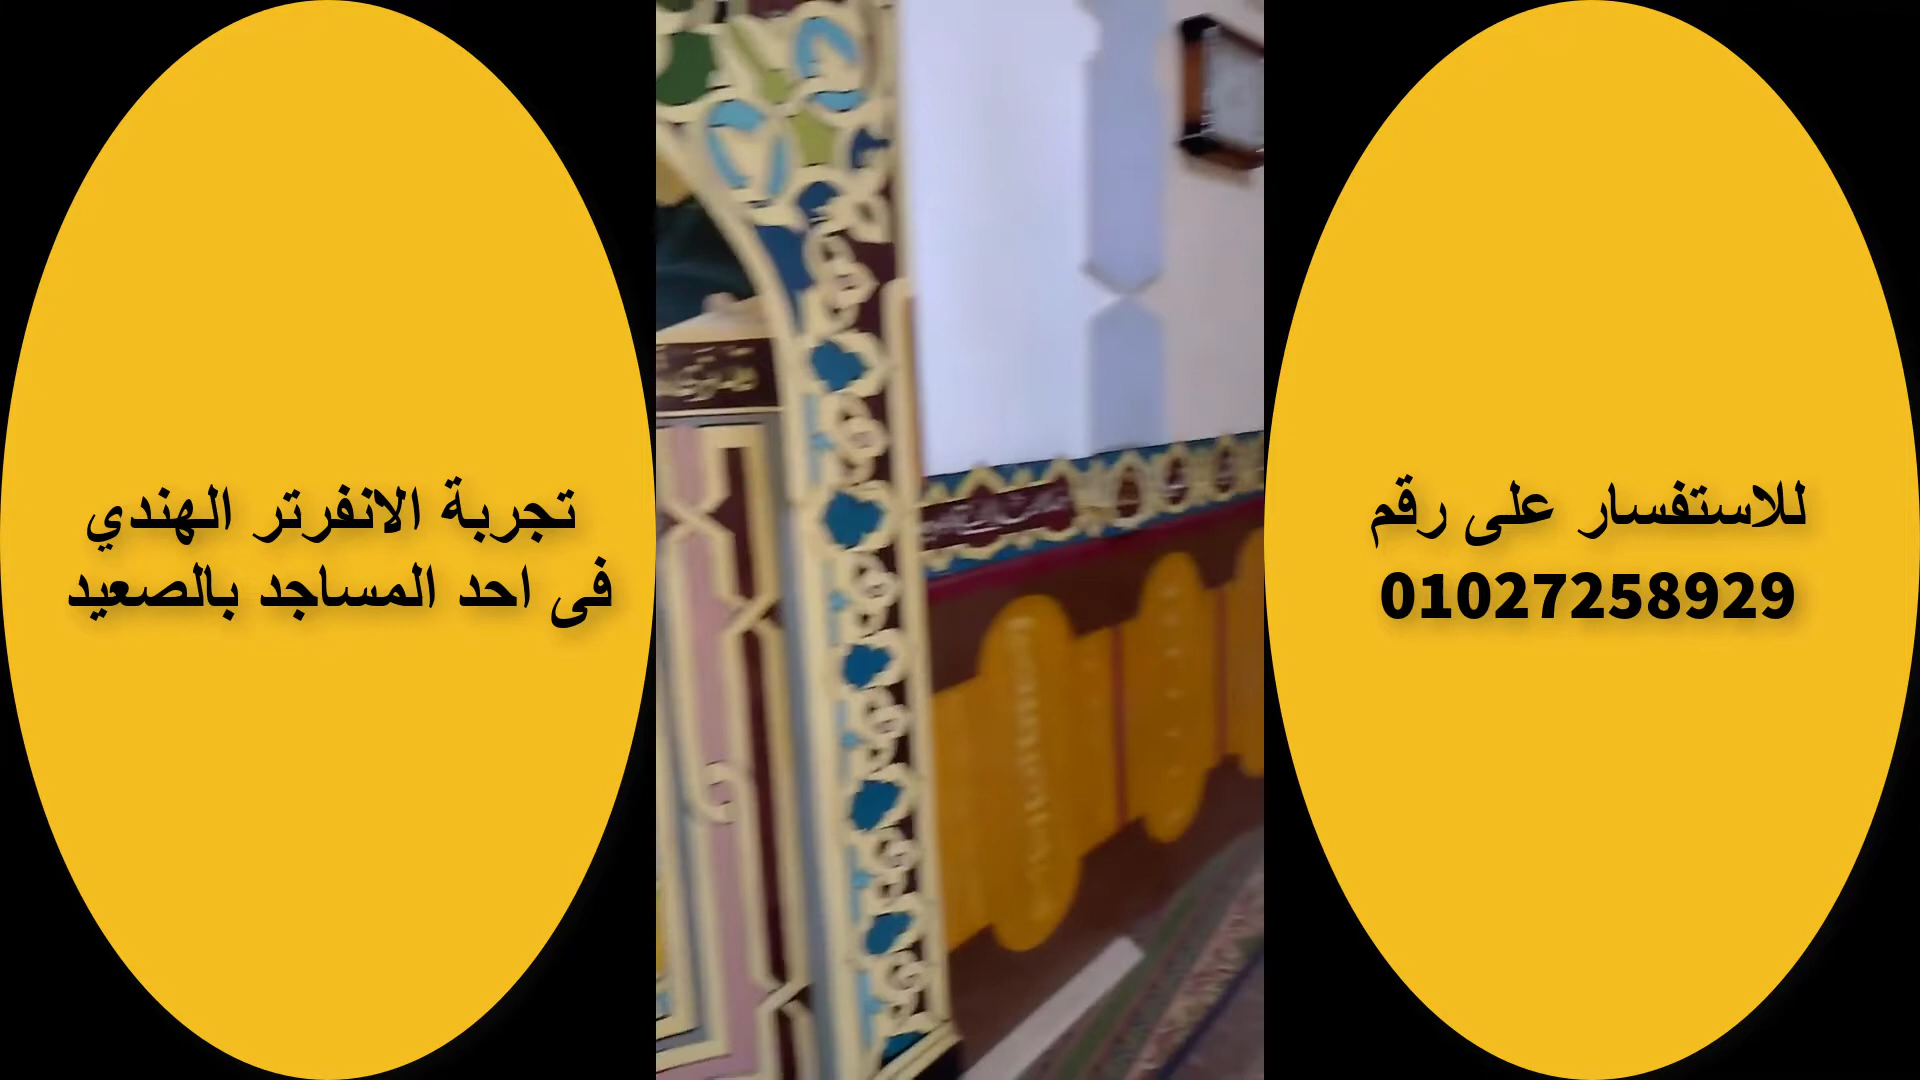 تجربة الانفرتر الهندي
فى احد المساجد بالصعيد
للاستفسار على رقم
01027258929